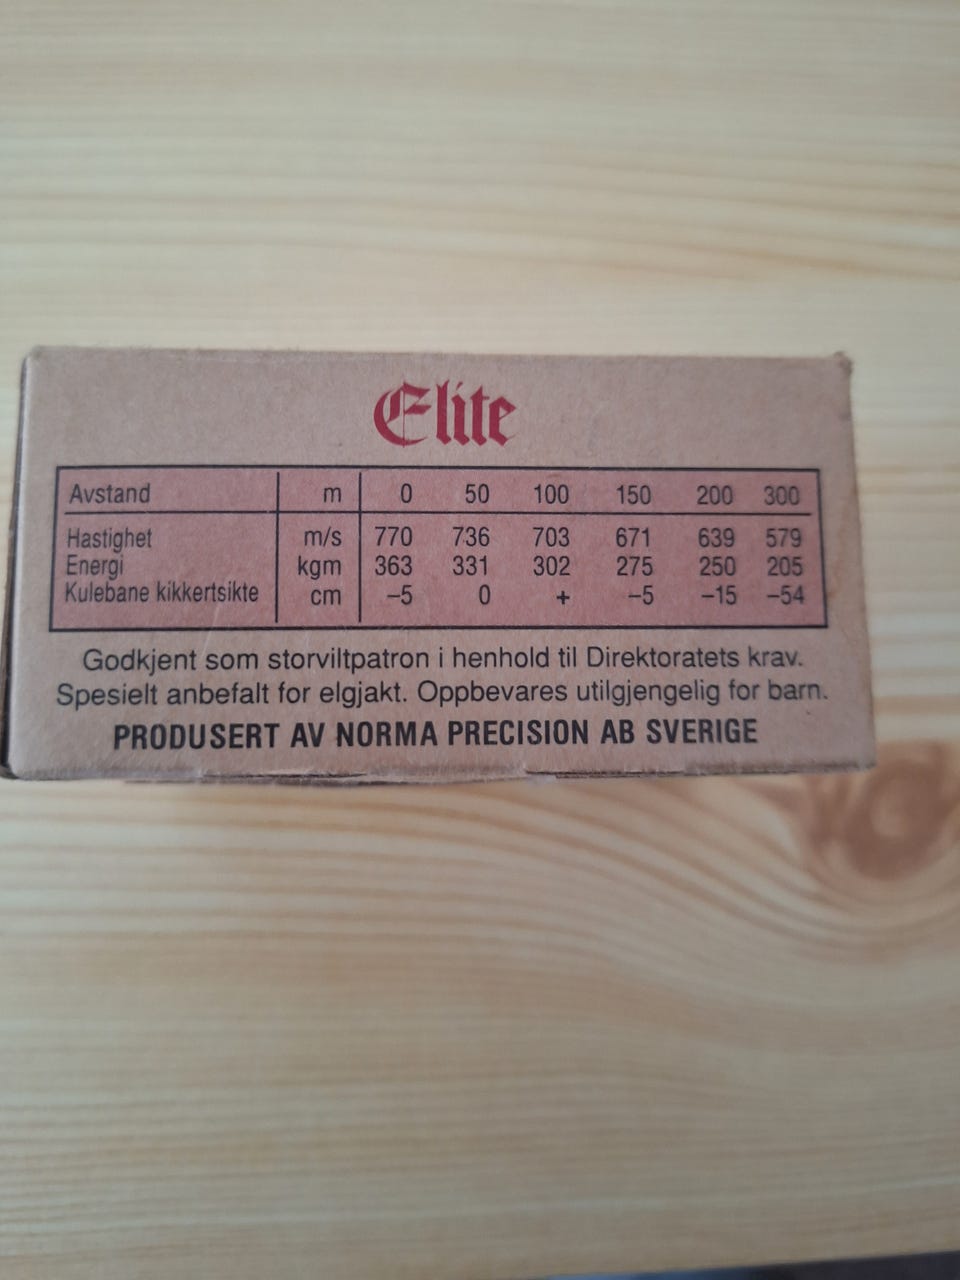 Elite
Avstand m 0 50 100 150 200 300
Hastighet m/s 770 736 703 671 639 579
Energi kgm 363 331 302 275 250 205
Kulebane kikkertsikte cm –5 0 + –5 –15 –54
Godkjent som storviltpatron i henhold til Direktoratets krav.
Spesielt anbefalt for elgjakt. Oppbevares utilgjengelig for barn.
PRODUSERT AV NORMA PRECISION AB SVERIGE